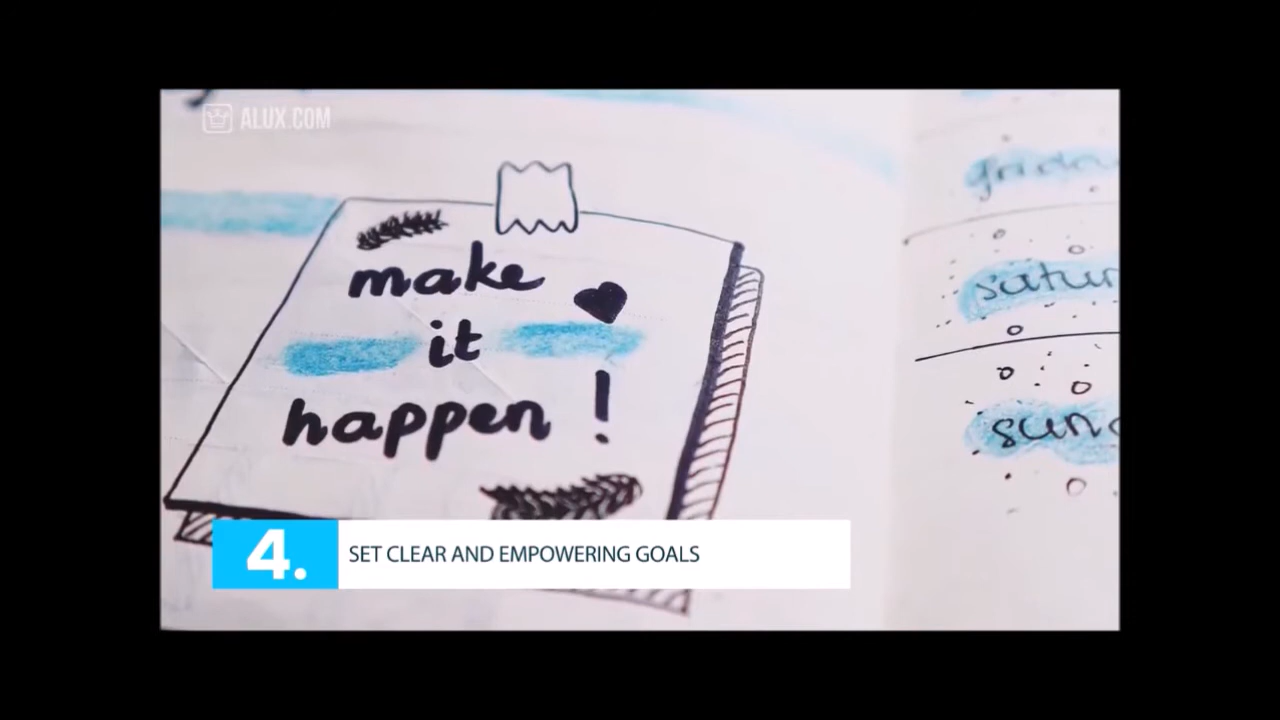 ALUX.COM
make
it
happen !
4.
SET CLEAR AND EMPOWERING GOALS